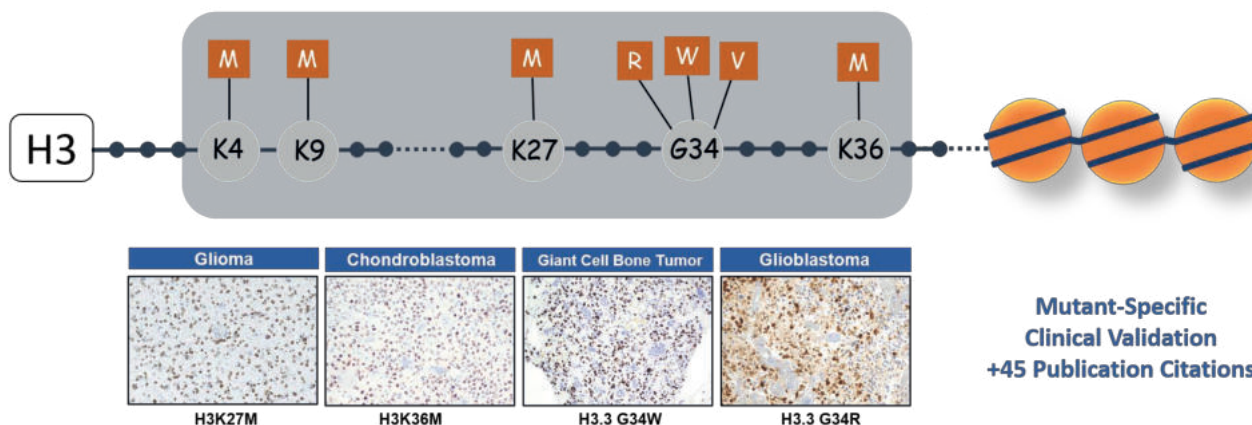 M M M R W V M
H3 K4 K9 K27 G34 K36
Glioma Chondroblastoma Giant Cell Bone Tumor Glioblastoma
H3K27M H3K36M H3.3 G34W H3.3 G34R
Mutant-Specific
Clinical Validation
+45 Publication Citations